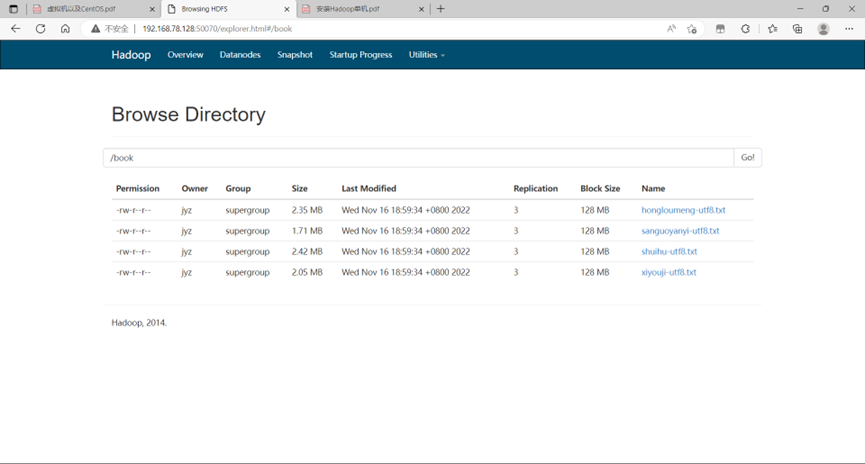 虚拟机以及CentOS.pdf
Browsing HDFS
安装Hadoop单机.pdf
不安全
192.168.78.128:50070/explorer.html#/book
Hadoop Overview Datanodes Snapshot Startup Progress Utilities
Browse Directory
/book Go!
Permission Owner Group Size Last Modified Replication Block Size Name
-rw-r--r-- jyz supergroup 2.35 MB Wed Nov 16 18:59:34 +0800 2022 3 128 MB hongloumeng-utf8.txt
-rw-r--r-- jyz supergroup 1.71 MB Wed Nov 16 18:59:34 +0800 2022 3 128 MB sanguoyanyi-utf8.txt
-rw-r--r-- jyz supergroup 2.42 MB Wed Nov 16 18:59:34 +0800 2022 3 128 MB shuihu-utf8.txt
-rw-r--r-- jyz supergroup 2.05 MB Wed Nov 16 18:59:34 +0800 2022 3 128 MB xiyouji-utf8.txt
Hadoop, 2014.